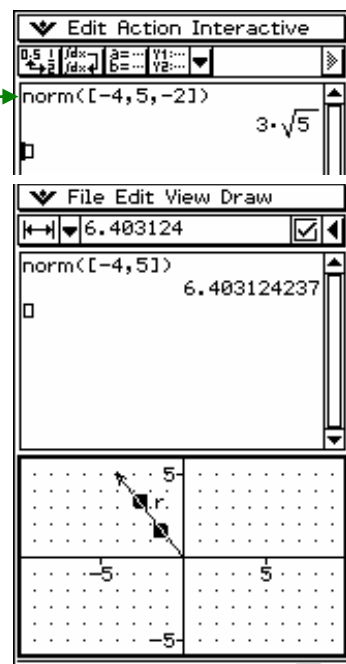 Edit Action Interactive
norm([-4,5,-2])
3·√5
File Edit View Draw
6.403124
norm([-4,5])
6.403124237
5
r
-5
5
-5